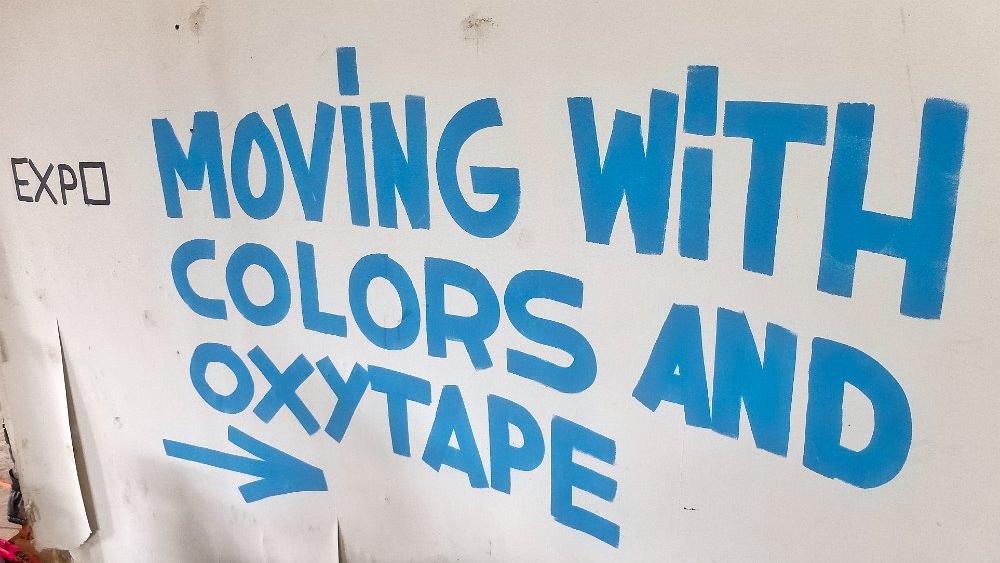 EXPO
MOViNG WiTH
COLORS AND
OXYTAPE